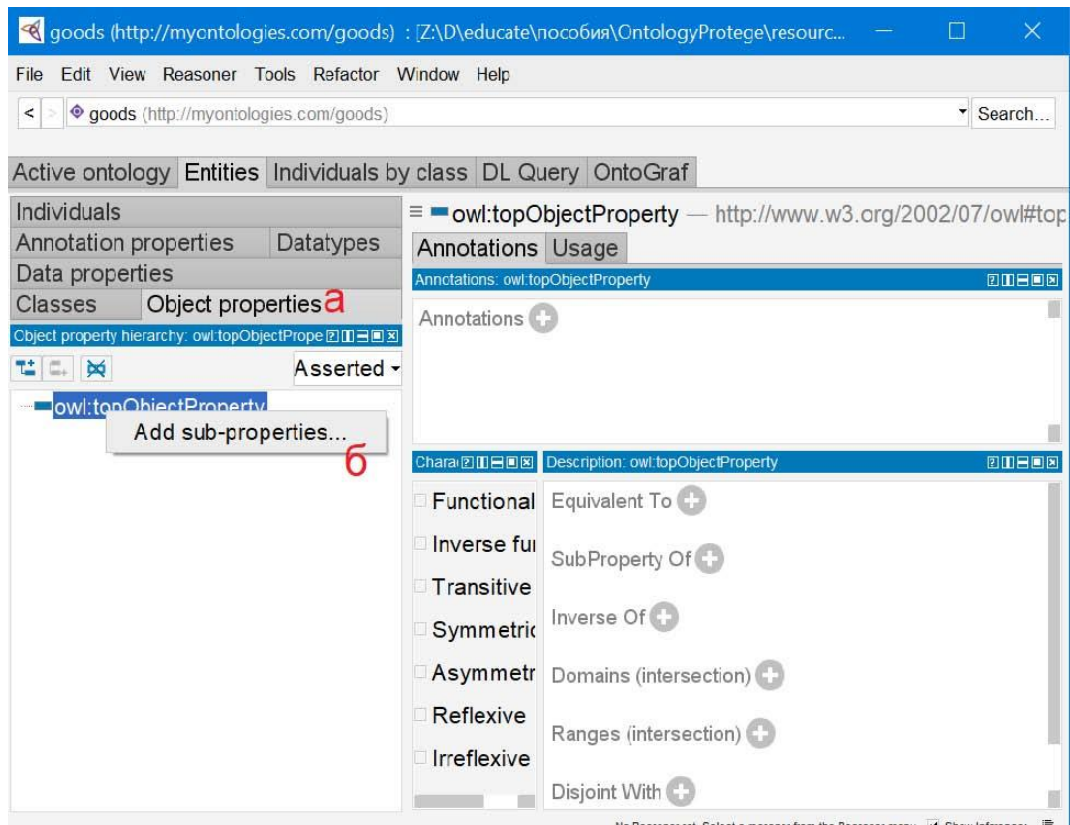 goods (http://myontologies.com/goods) : [Z:\D\educate\пособия\OntologyProtege\resourc...
File Edit View Reasoner Tools Refactor Window Help
< > goods (http://myontologies.com/goods) Search...
Active ontology Entities Individuals by class DL Query OntoGraf
Individuals
Annotation properties Datatypes
Data properties
Classes Object properties а
Object property hierarchy: owl:topObjectPrope
Asserted
owl:topObjectProperty
Add sub-properties...
б
owl:topObjectProperty — http://www.w3.org/2002/07/owl#top
Annotations Usage
Annotations: owl:topObjectProperty
Annotations
Chara
Functional
Inverse fu
Transitive
Symmetric
Asymmetr
Reflexive
Irreflexive
Description: owl:topObjectProperty
Equivalent To
SubProperty Of
Inverse Of
Domains (intersection)
Ranges (intersection)
Disjoint With